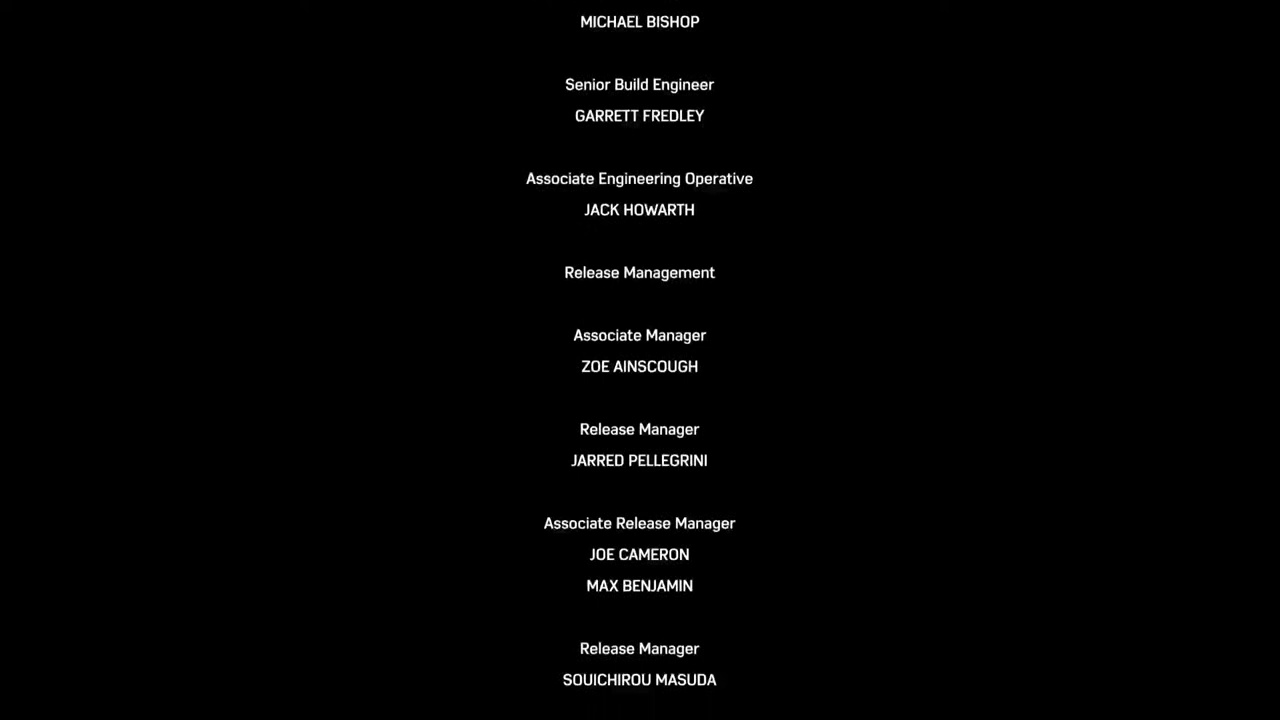 MICHAEL BISHOP
Senior Build Engineer
GARRETT FREDLEY
Associate Engineering Operative
JACK HOWARTH
Release Management
Associate Manager
ZOE AINSCOUGH
Release Manager
JARRED PELLEGRINI
Associate Release Manager
JOE CAMERON
MAX BENJAMIN
Release Manager
SOUICHIROU MASUDA